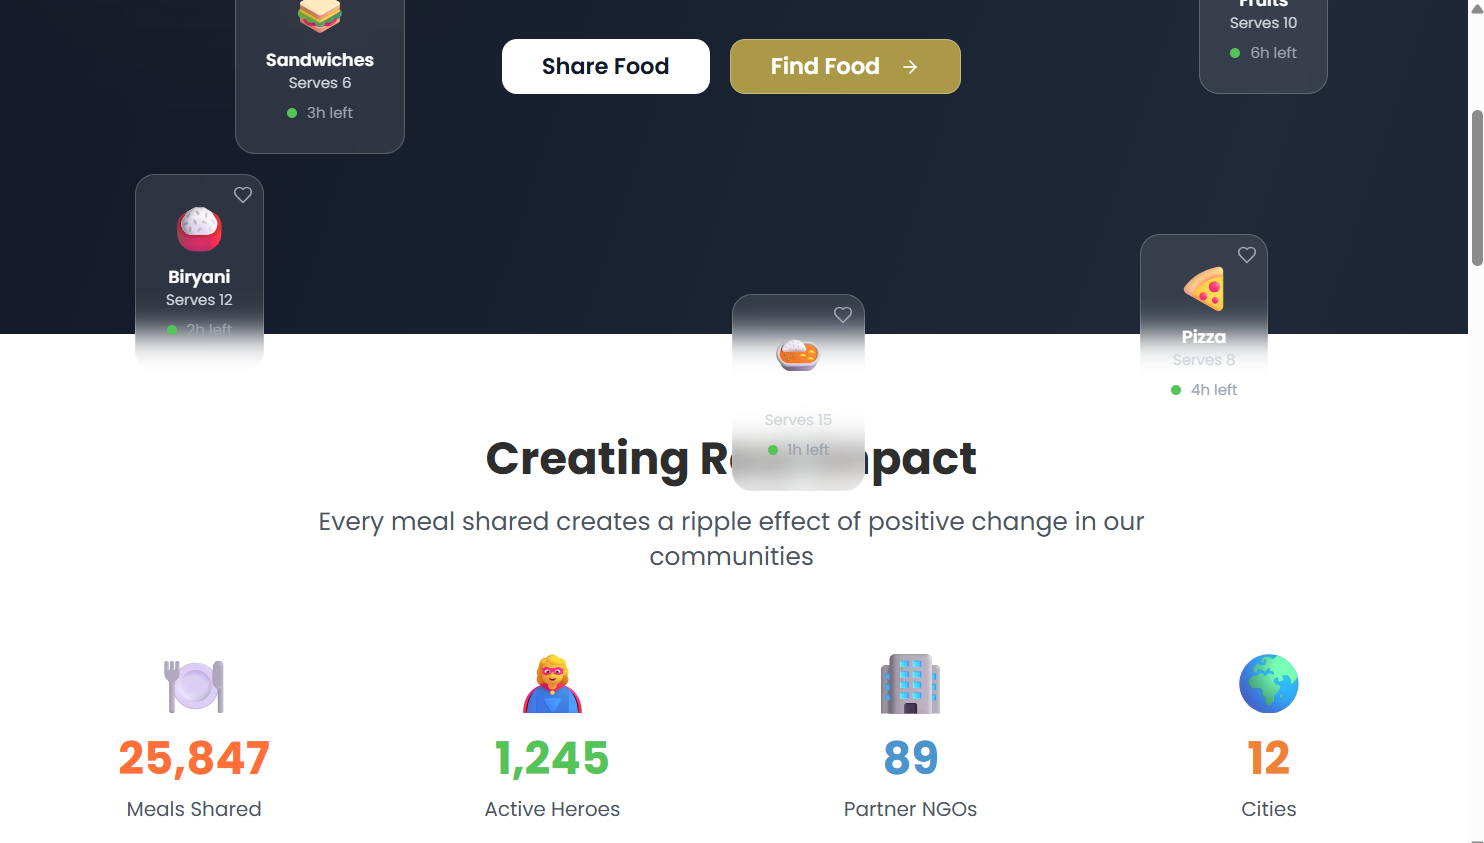 Fruits
Serves 10
6h left
Sandwiches
Serves 6
3h left
Share Food
Find Food
Biryani
Serves 12
2h left
Pizza
Serves 8
4h left
Serves 15
1h left
Creating R mpact
Every meal shared creates a ripple effect of positive change in our
communities
25,847
Meals Shared
1,245
Active Heroes
89
Partner NGOs
12
Cities